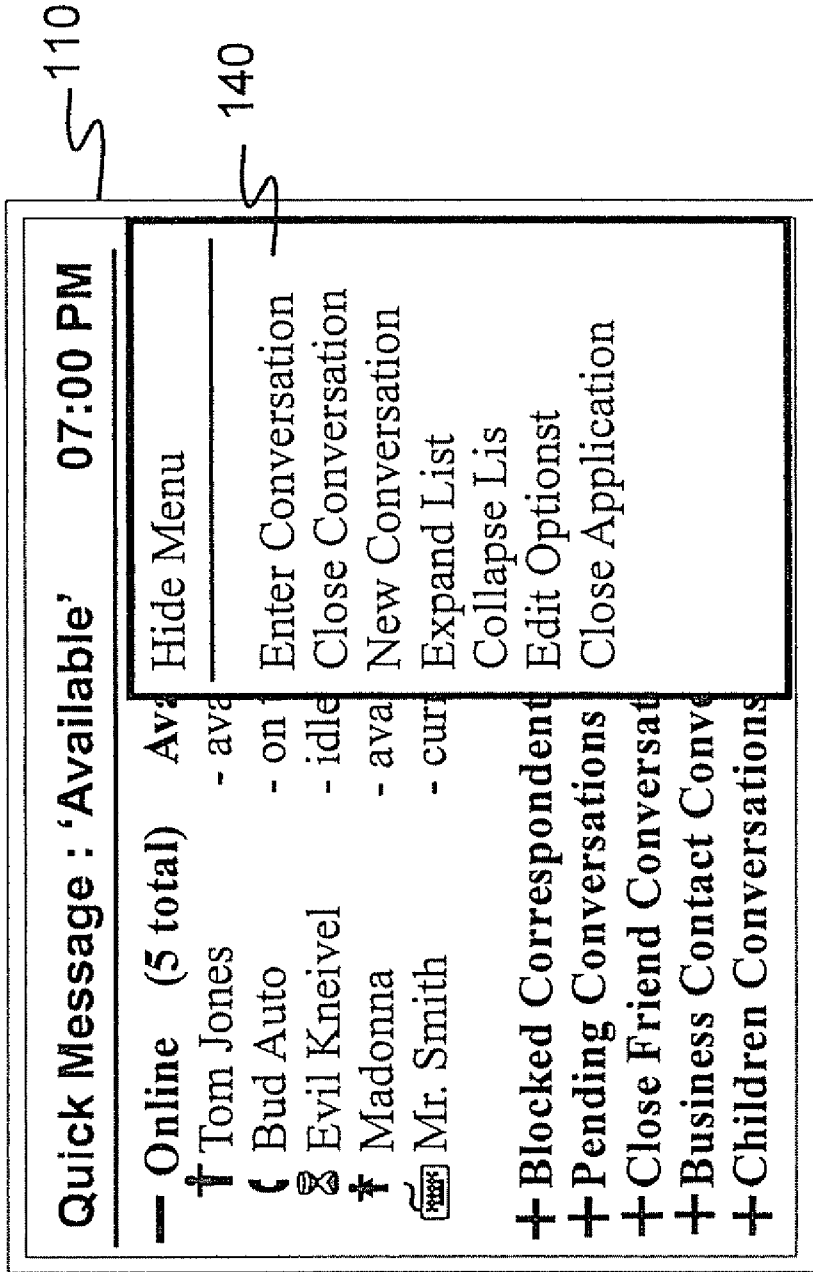 110
140
Quick Message : 'Available' 07:00 PM
— Online (5 total) Ava
Tom Jones - ava
Bud Auto - on
Evil Kneivel - idle
Madonna - ava
Mr. Smith - curr
+ Blocked Correspondent
+ Pending Conversations
+ Close Friend Conversat
+ Business Contact Conve
+ Children Conversations
Hide Menu
Enter Conversation
Close Conversation
New Conversation
Expand List
Collapse Lis
Edit Optionst
Close Application